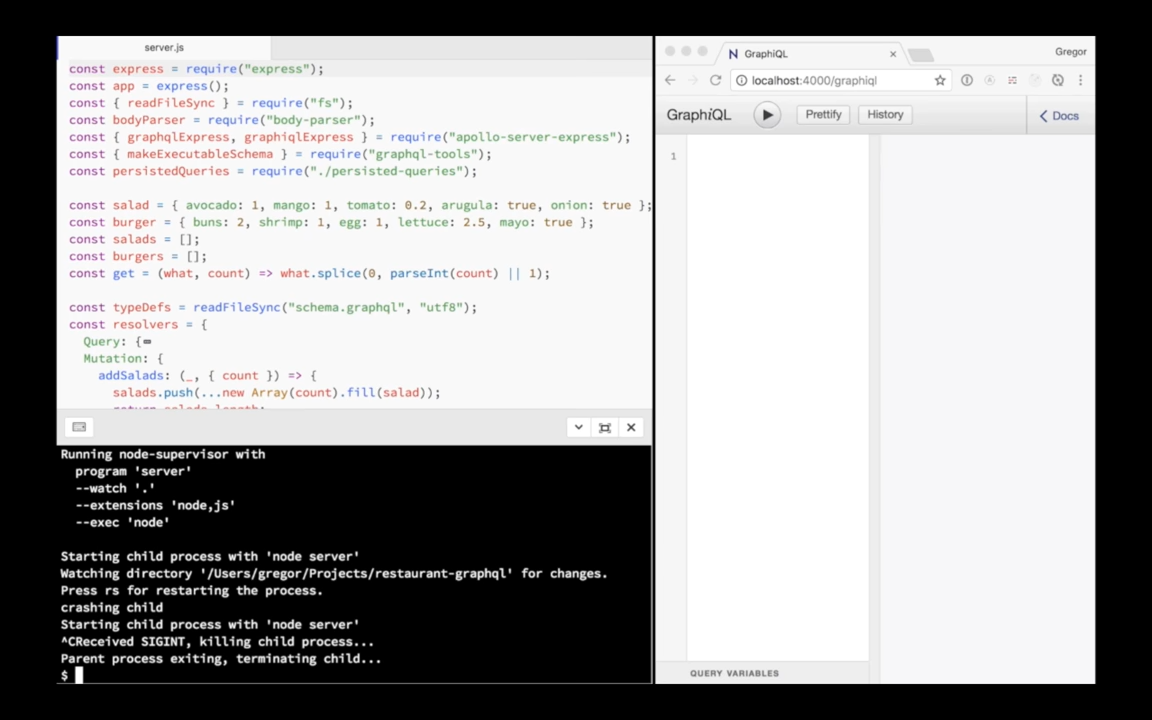 server.js
const express = require("express");
const app = express();
const { readFileSync } = require("fs");
const bodyParser = require("body-parser");
const { graphqlExpress, graphiqlExpress } = require("apollo-server-express");
const { makeExecutableSchema } = require("graphql-tools");
const persistedQueries = require("./persisted-queries");
const salad = { avocado: 1, mango: 1, tomato: 0.2, arugula: true, onion: true };
const burger = { buns: 2, shrimp: 1, egg: 1, lettuce: 2.5, mayo: true };
const salads = [];
const burgers = [];
const get = (what, count) => what.splice(0, parseInt(count) || 1);
const typeDefs = readFileSync("schema.graphql", "utf8");
const resolvers = {
Query: {
Mutation: {
addSalads: (_, { count }) => {
salads.push(...new Array(count).fill(salad));
return salads.length;
Running node-supervisor with
program 'server'
--watch '.'
--extensions 'node,js'
--exec 'node'
Starting child process with 'node server'
Watching directory '/Users/gregor/Projects/restaurant-graphql' for changes.
Press rs for restarting the process.
crashing child
Starting child process with 'node server'
^CReceived SIGINT, killing child process...
Parent process exiting, terminating child...
$
GraphiQL
Gregor
localhost:4000/graphiql
GraphiQL
Prettify
History
Docs
1
QUERY VARIABLES